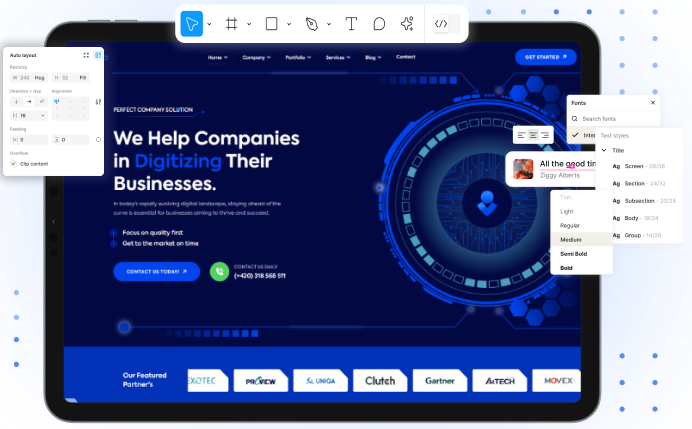 Auto layout
Resizing
W 240 Hug
H 32 Fill
Direction + Gap
Alignment
16
Padding
0
0
Overflow
Clip content
T
Home
Company
Portfolio
Services
Blog
Contact
GET STARTED
PERFECT COMPANY SOLUTION
We Help Companies
in Digitizing Their
Businesses.
In today's rapidly evolving digital landscape, staying ahead of the
curve is essential for businesses aiming to thrive and succeed.
Focus on quality first
Get to the market on time
CONTACT US TODAY!
CONTACT US DAILY
(+420) 318 568 511
Fonts
Search fonts
Inter
Text styles
Title
Ag Screen · 28/36
Ag Section · 24/32
Ag Subsection · 20/28
Ag Body · 16/24
Ag Group · 14/20
All the good tim
Ziggy Alberts
Thin
Light
Regular
Medium
Semi Bold
Bold
Our Featured
Partner's
EXOTEC
PROVIEW
UNIQA
Clutch
Gartner
MOVEX